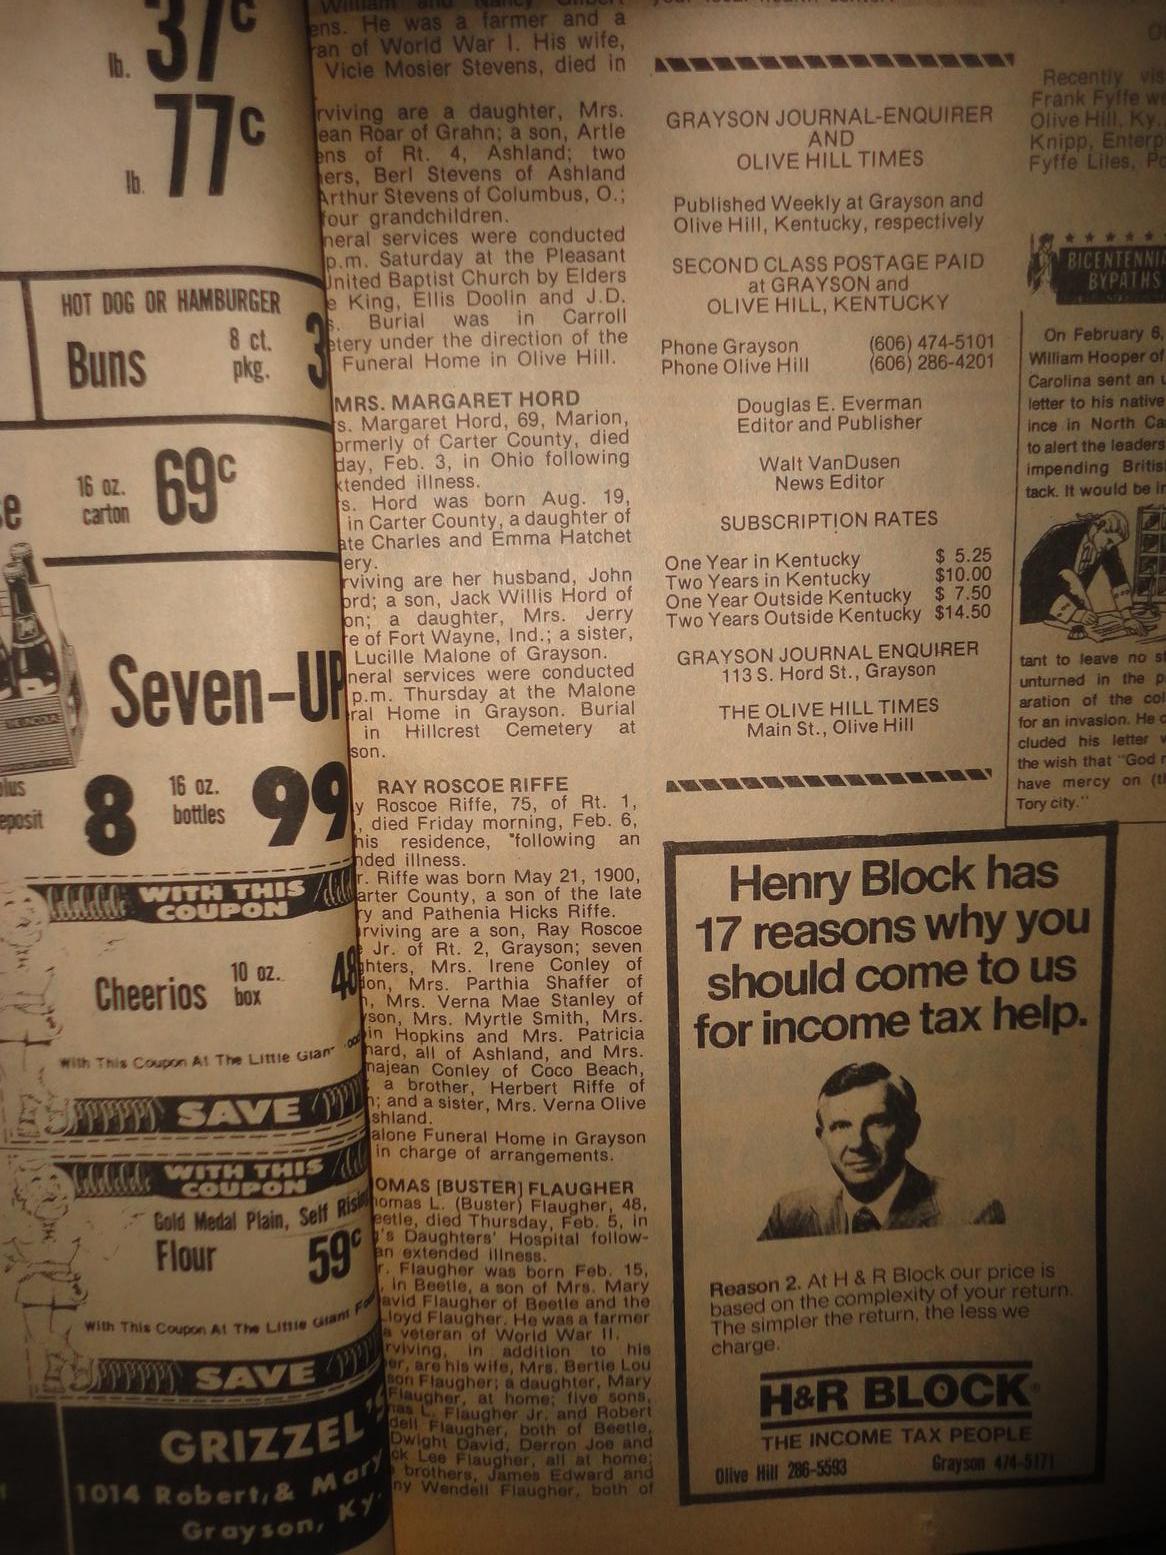 37c
lb.
77c
lb.
HOT DOG OR HAMBURGER
Buns
8 ct.
pkg.
3
16 oz.
carton
69c
Seven-UP
8
16 oz.
bottles
99
WITH THIS
COUPON
Cheerios
10 oz.
box
48
With This Coupon At The Little Giant
SAVE
WITH THIS
COUPON
Gold Medal Plain, Self Rising
Flour
59c
With This Coupon At The Little Giant
SAVE
GRIZZEL'S
1014 Robert, & Mary
Grayson, Ky.
William and Nancy Gilbert
ens. He was a farmer and a
ran of World War I. His wife,
Vicie Mosier Stevens, died in
rviving are a daughter, Mrs.
ean Roar of Grahn; a son, Artle
ens of Rt. 4, Ashland; two
ers, Berl Stevens of Ashland
Arthur Stevens of Columbus, O.;
four grandchildren.
neral services were conducted
p.m. Saturday at the Pleasant
United Baptist Church by Elders
e King, Ellis Doolin and J.D.
s. Burial was in Carroll
etery under the direction of the
Funeral Home in Olive Hill.
MRS. MARGARET HORD
s. Margaret Hord, 69, Marion,
ormerly of Carter County, died
day, Feb. 3, in Ohio following
xtended illness.
s. Hord was born Aug. 19,
in Carter County, a daughter of
ate Charles and Emma Hatchet
ery.
rviving are her husband, John
ord; a son, Jack Willis Hord of
on; a daughter, Mrs. Jerry
re of Fort Wayne, Ind.; a sister,
Lucille Malone of Grayson.
neral services were conducted
p.m. Thursday at the Malone
ral Home in Grayson. Burial
in Hillcrest Cemetery at
son.
RAY ROSCOE RIFFE
y Roscoe Riffe, 75, of Rt. 1,
, died Friday morning, Feb. 6,
his residence, following an
nded illness.
r. Riffe was born May 21, 1900,
arter County, a son of the late
ry and Pathenia Hicks Riffe.
rviving are a son, Ray Roscoe
Jr. of Rt. 2, Grayson; seven
ghters, Mrs. Irene Conley of
on, Mrs. Parthia Shaffer of
n, Mrs. Verna Mae Stanley of
yson, Mrs. Myrtle Smith, Mrs.
in Hopkins and Mrs. Patricia
hard, all of Ashland, and Mrs.
najean Conley of Coco Beach,
; a brother, Herbert Riffe of
n; and a sister, Mrs. Verna Olive
shland.
alone Funeral Home in Grayson
in charge of arrangements.
OMAS [BUSTER] FLAUGHER
omas L. (Buster) Flaugher, 48,
eetle, died Thursday, Feb. 5, in
's Daughters' Hospital follow-
an extended illness.
r. Flaugher was born Feb. 15,
, in Beetle, a son of Mrs. Mary
avid Flaugher of Beetle and the
loyd Flaugher. He was a farmer
a veteran of World War II.
rviving, in addition to his
er, are his wife, Mrs. Bertie Lou
son Flaugher; a daughter, Mary
Flaugher, at home; five sons,
mas L. Flaugher Jr. and Robert
dell Flaugher, both of Beetle,
Dwight David, Derron Joe and
ck Lee Flaugher, all at home;
brothers, James Edward and
ny Wendell Flaugher, both of
GRAYSON JOURNAL-ENQUIRER
AND
OLIVE HILL TIMES
Published Weekly at Grayson and
Olive Hill, Kentucky, respectively
SECOND CLASS POSTAGE PAID
at GRAYSON and
OLIVE HILL, KENTUCKY
Phone Grayson (606) 474-5101
Phone Olive Hill (606) 286-4201
Douglas E. Everman
Editor and Publisher
Walt VanDusen
News Editor
SUBSCRIPTION RATES
One Year in Kentucky $ 5.25
Two Years in Kentucky $10.00
One Year Outside Kentucky $ 7.50
Two Years Outside Kentucky $14.50
GRAYSON JOURNAL ENQUIRER
113 S. Hord St., Grayson
THE OLIVE HILL TIMES
Main St., Olive Hill
Henry Block has
17 reasons why you
should come to us
for income tax help.
Reason 2. At H & R Block our price is
based on the complexity of your return.
The simpler the return, the less we
charge.
H&R BLOCK
THE INCOME TAX PEOPLE
Olive Hill 286-5593 Grayson 474-5171
Recently vis
Frank Fyffe we
Olive Hill, Ky.
Knipp, Enterp
Fyffe Liles, Po
BICENTENNIA
BYPATHS
On February 6,
William Hooper of
Carolina sent an u
letter to his native
ince in North Ca
to alert the leaders
impending Britis
tack. It would be in
tant to leave no st
unturned in the p
aration of the col
for an invasion. He c
cluded his letter w
the wish that "God m
have mercy on (th
Tory city."